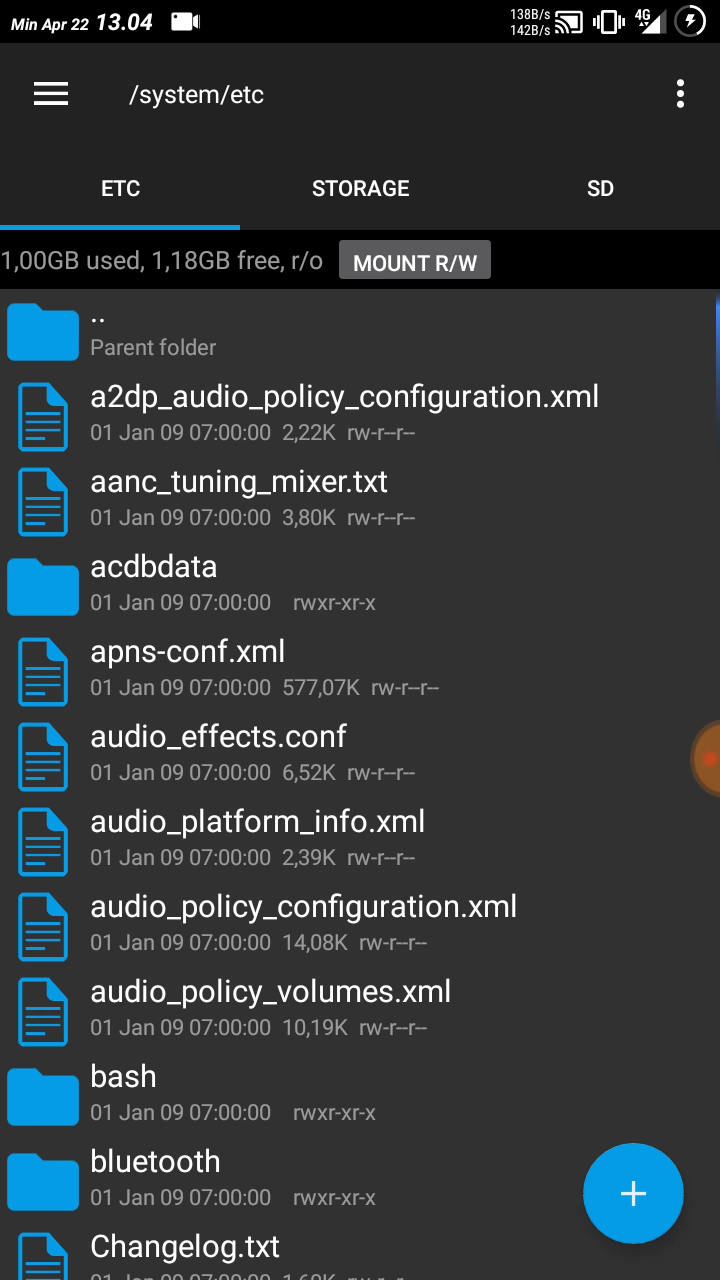 Min Apr 22 13.04
138B/s
142B/s
4G
/system/etc
ETC
STORAGE
SD
1,00GB used, 1,18GB free, r/o
MOUNT R/W
..
Parent folder
a2dp_audio_policy_configuration.xml
01 Jan 09 07:00:00 2,22K rw-r--r--
aanc_tuning_mixer.txt
01 Jan 09 07:00:00 3,80K rw-r--r--
acdbdata
01 Jan 09 07:00:00 rwxr-xr-x
apns-conf.xml
01 Jan 09 07:00:00 577,07K rw-r--r--
audio_effects.conf
01 Jan 09 07:00:00 6,52K rw-r--r--
audio_platform_info.xml
01 Jan 09 07:00:00 2,39K rw-r--r--
audio_policy_configuration.xml
01 Jan 09 07:00:00 14,08K rw-r--r--
audio_policy_volumes.xml
01 Jan 09 07:00:00 10,19K rw-r--r--
bash
01 Jan 09 07:00:00 rwxr-xr-x
bluetooth
01 Jan 09 07:00:00 rwxr-xr-x
Changelog.txt